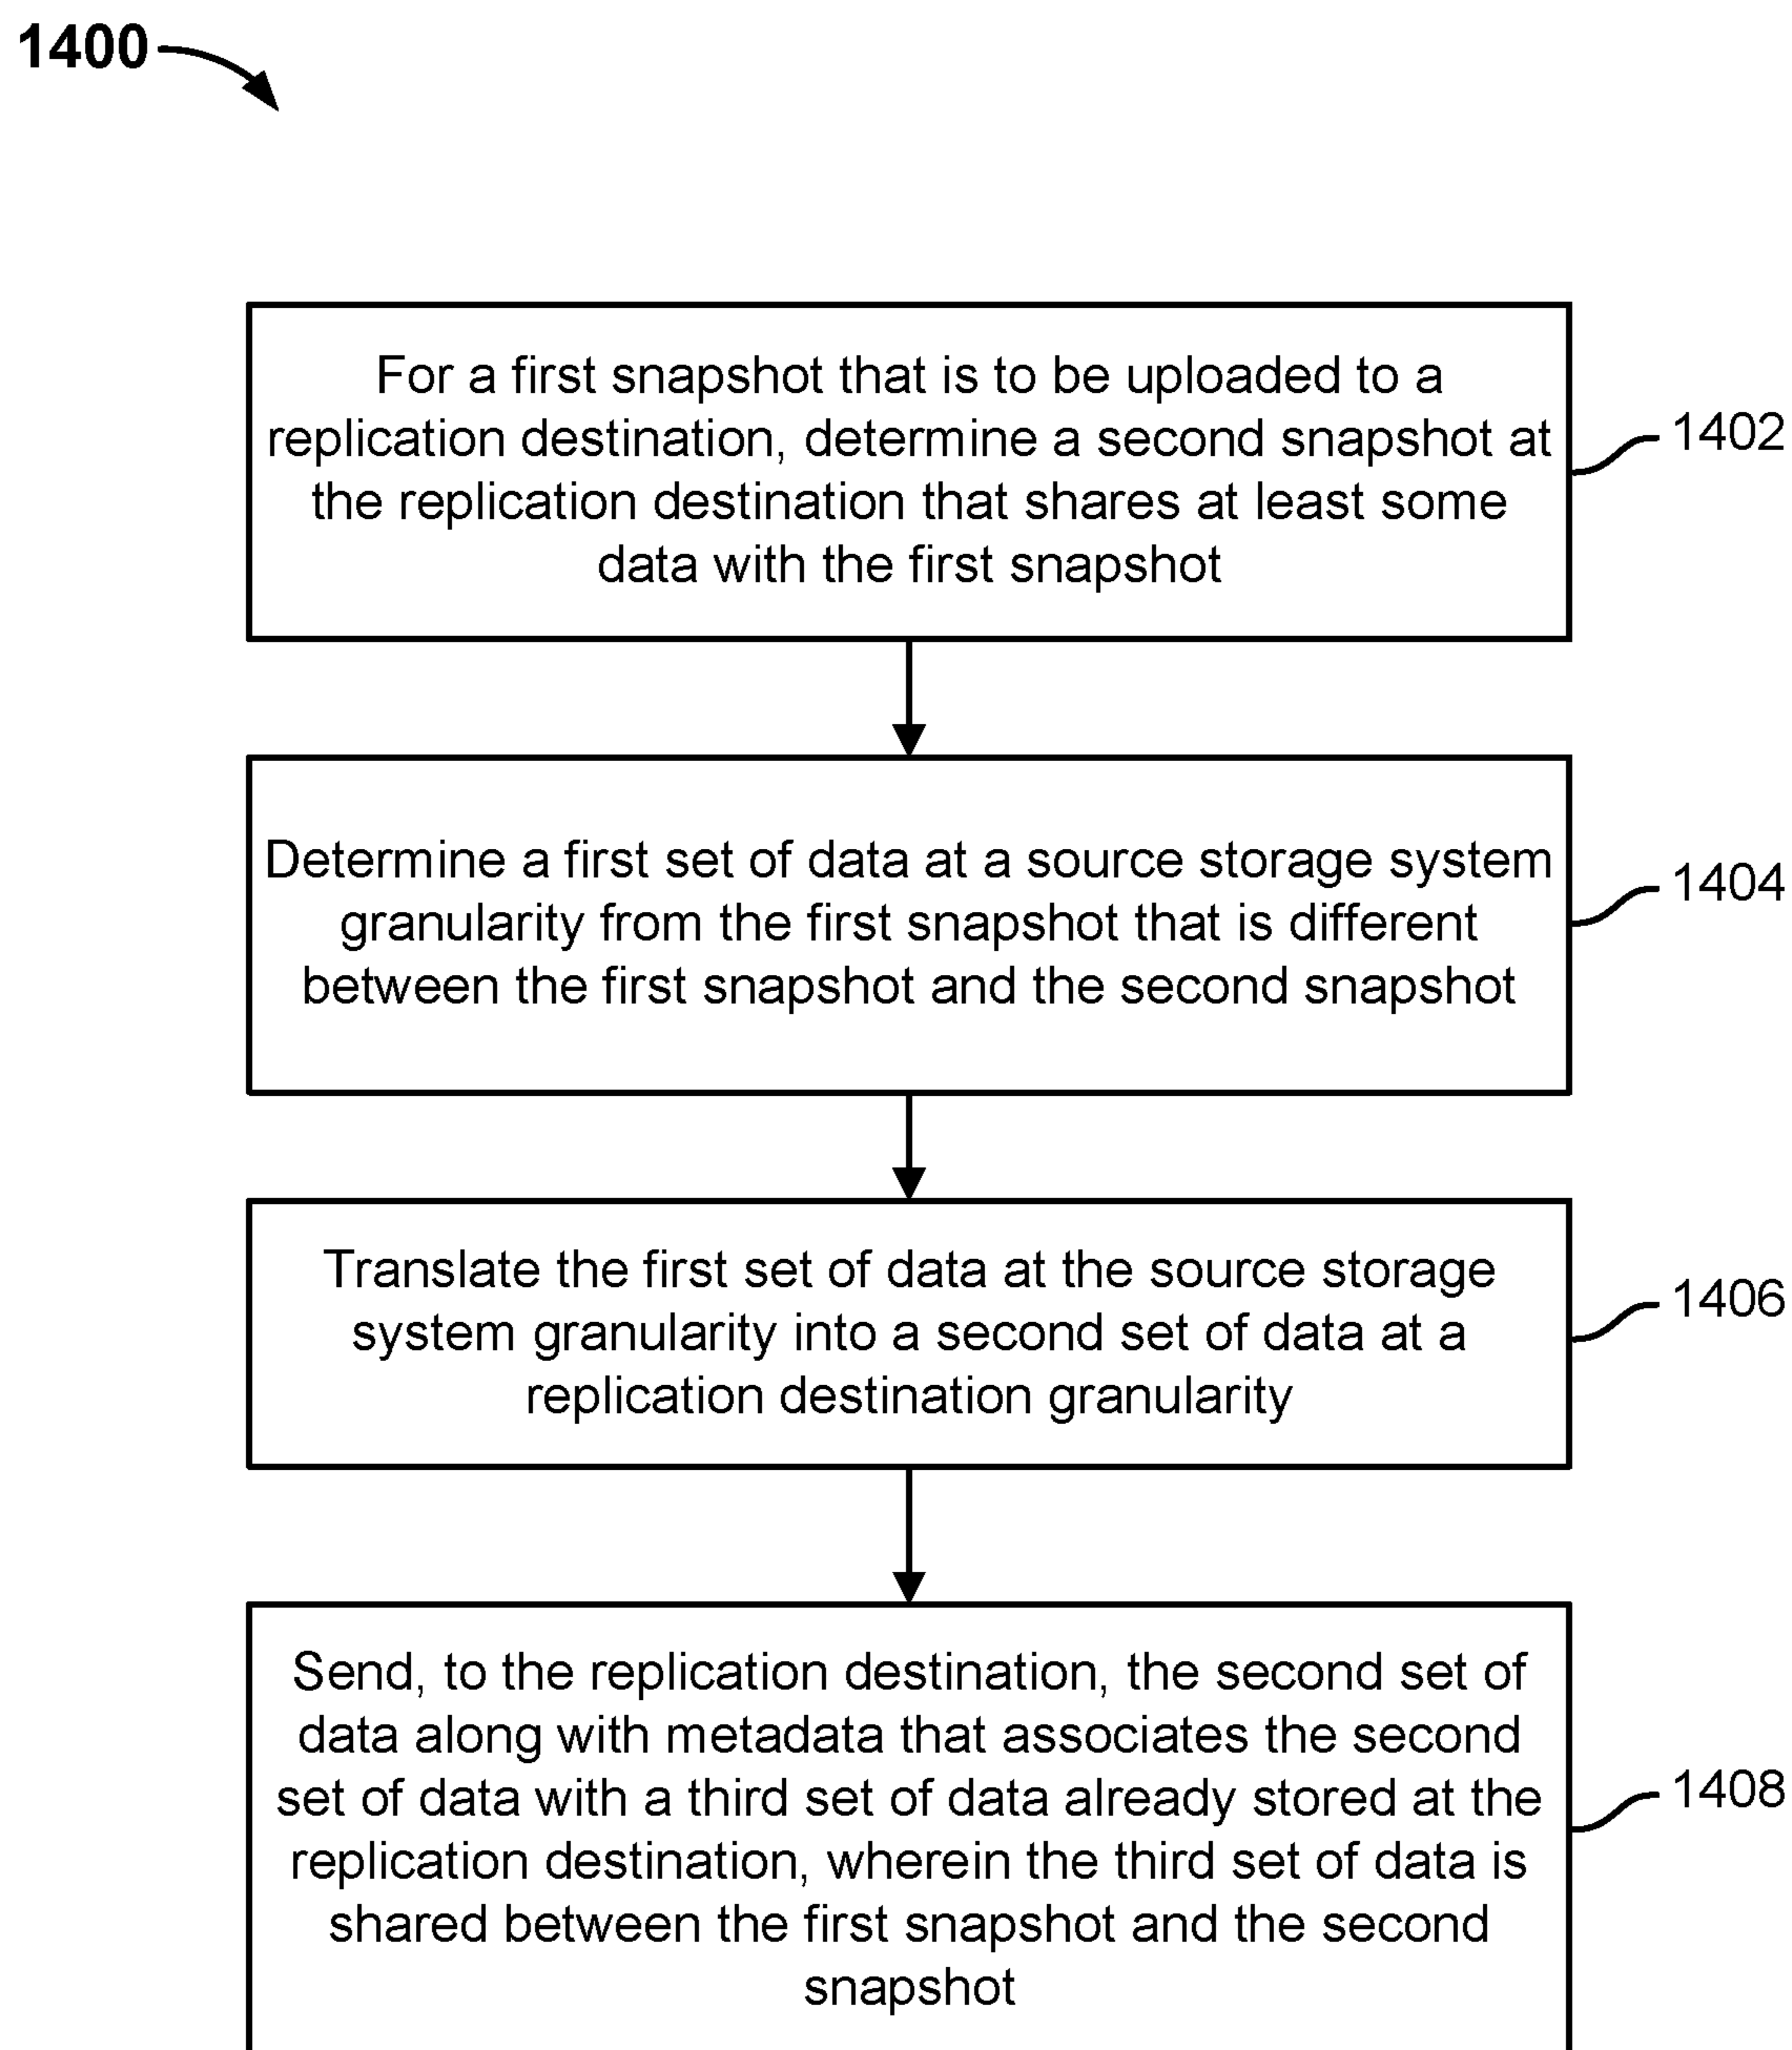 1400
For a first snapshot that is to be uploaded to a
replication destination, determine a second snapshot at
the replication destination that shares at least some
data with the first snapshot
1402
Determine a first set of data at a source storage system
granularity from the first snapshot that is different
between the first snapshot and the second snapshot
1404
Translate the first set of data at the source storage
system granularity into a second set of data at a
replication destination granularity
1406
Send, to the replication destination, the second set of
data along with metadata that associates the second
set of data with a third set of data already stored at the
replication destination, wherein the third set of data is
shared between the first snapshot and the second
snapshot
1408